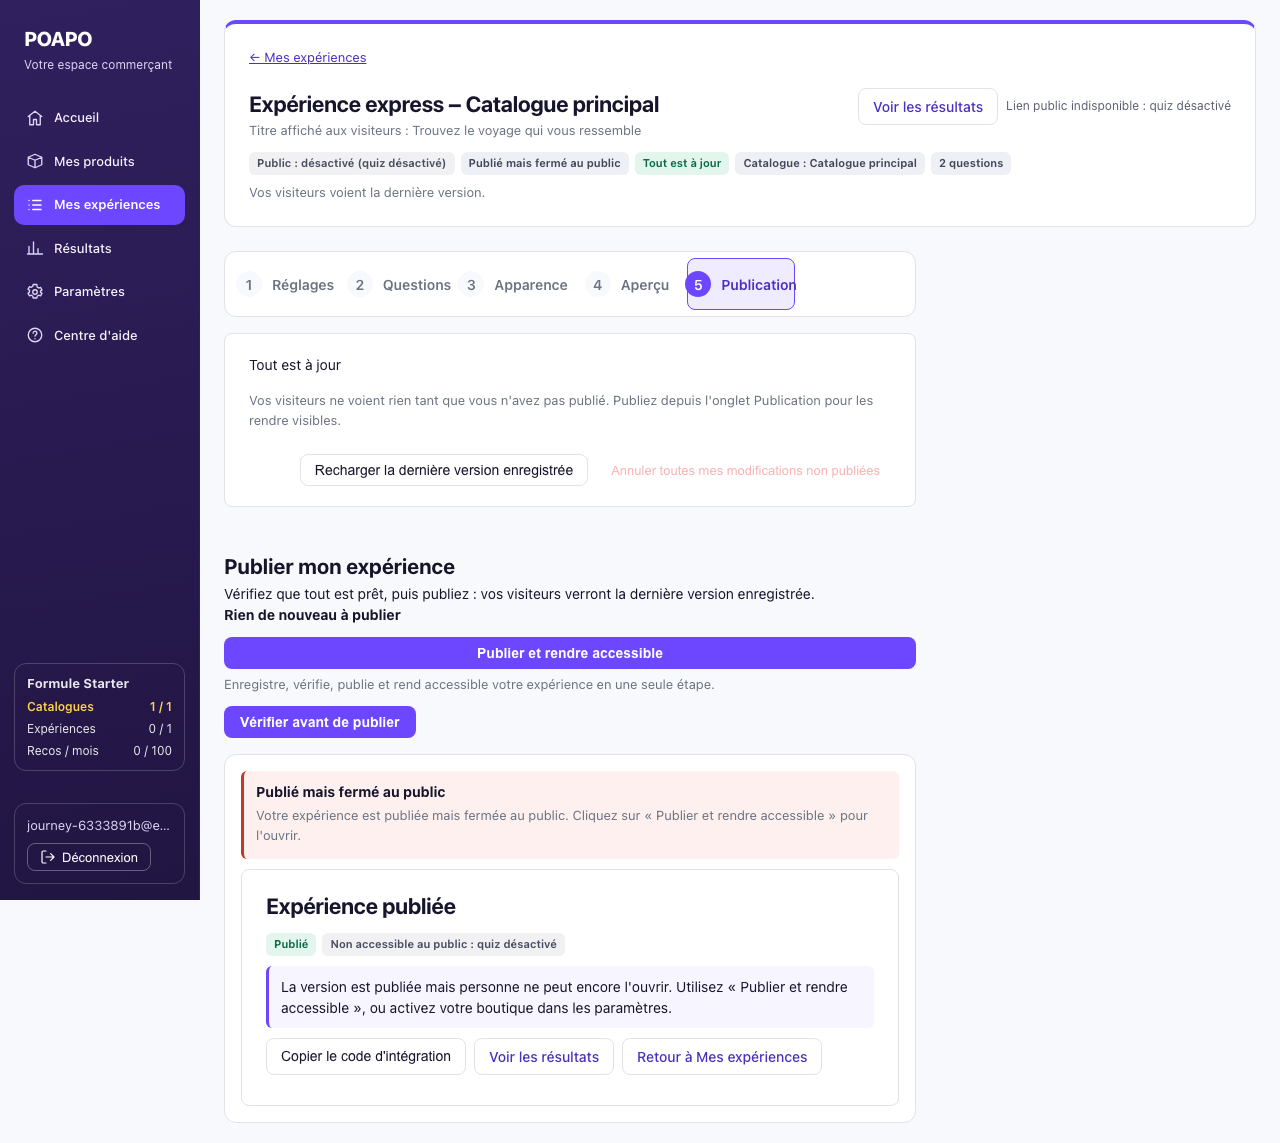 POAPO
Votre espace commerçant
Accueil
Mes produits
Mes expériences
Résultats
Paramètres
Centre d'aide
Formule Starter
Catalogues 1 / 1
Expériences 0 / 1
Recos / mois 0 / 100
journey-6333891b@e...
Déconnexion
← Mes expériences
Expérience express – Catalogue principal
Voir les résultats
Lien public indisponible : quiz désactivé
Titre affiché aux visiteurs : Trouvez le voyage qui vous ressemble
Public : désactivé (quiz désactivé) Publié mais fermé au public Tout est à jour Catalogue : Catalogue principal 2 questions
Vos visiteurs voient la dernière version.
1 Réglages 2 Questions 3 Apparence 4 Aperçu 5 Publication
Tout est à jour
Vos visiteurs ne voient rien tant que vous n'avez pas publié. Publiez depuis l'onglet Publication pour les
rendre visibles.
Recharger la dernière version enregistrée
Annuler toutes mes modifications non publiées
Publier mon expérience
Vérifiez que tout est prêt, puis publiez : vos visiteurs verront la dernière version enregistrée.
Rien de nouveau à publier
Publier et rendre accessible
Enregistre, vérifie, publie et rend accessible votre expérience en une seule étape.
Vérifier avant de publier
Publié mais fermé au public
Votre expérience est publiée mais fermée au public. Cliquez sur « Publier et rendre accessible » pour
l'ouvrir.
Expérience publiée
Publié Non accessible au public : quiz désactivé
La version est publiée mais personne ne peut encore l'ouvrir. Utilisez « Publier et rendre
accessible », ou activez votre boutique dans les paramètres.
Copier le code d'intégration
Voir les résultats
Retour à Mes expériences